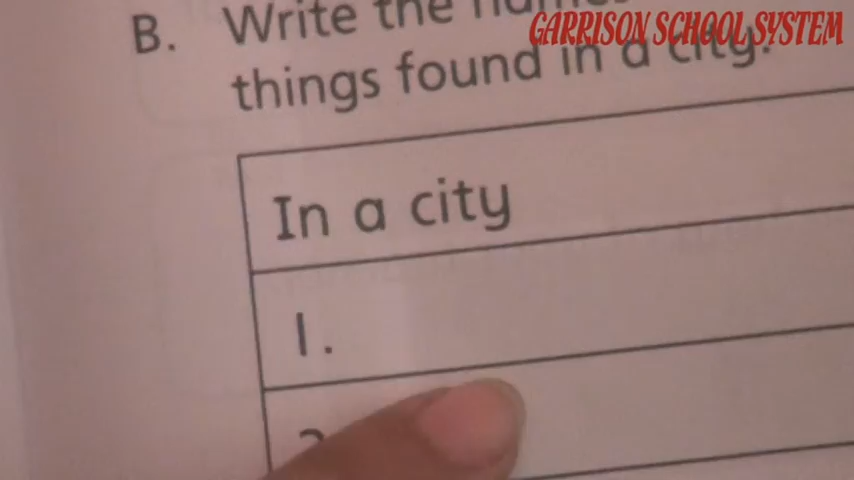 GARRISON SCHOOL SYSTEM
B. Write the
things found in a city.
In a city
1.